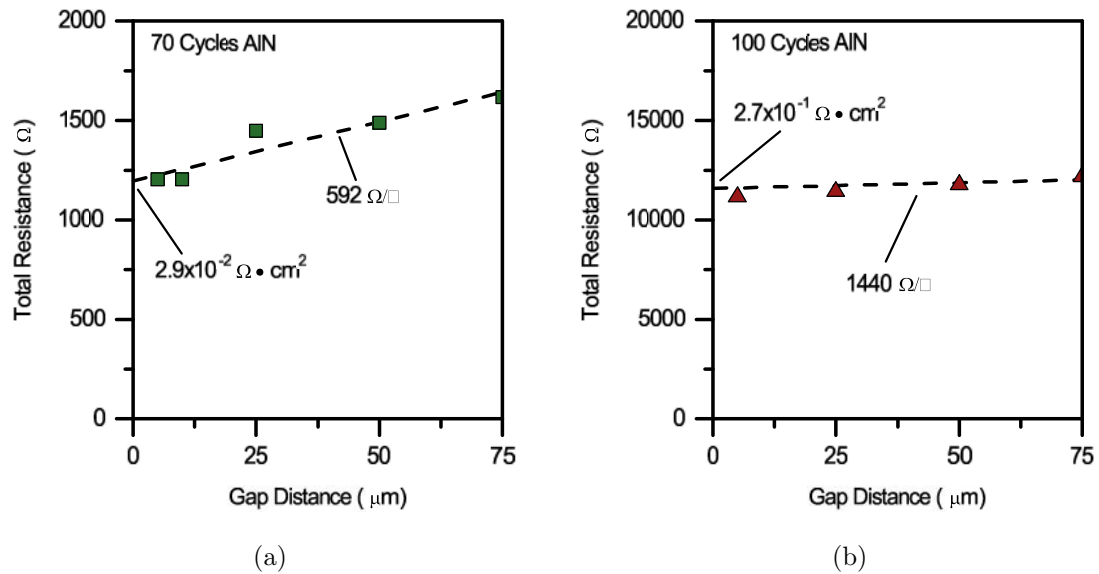 70 Cycles AlN
2000
1500
1000
500
0
Total Resistance ( Ω)
592 Ω/□
2.9x10⁻² Ω • cm²
0 25 50 75
Gap Distance ( μm)
(a)
100 Cycles AlN
20000
15000
10000
5000
0
Total Resistance ( Ω)
2.7x10⁻¹ Ω • cm²
1440 Ω/□
0 25 50 75
Gap Distance ( μm)
(b)